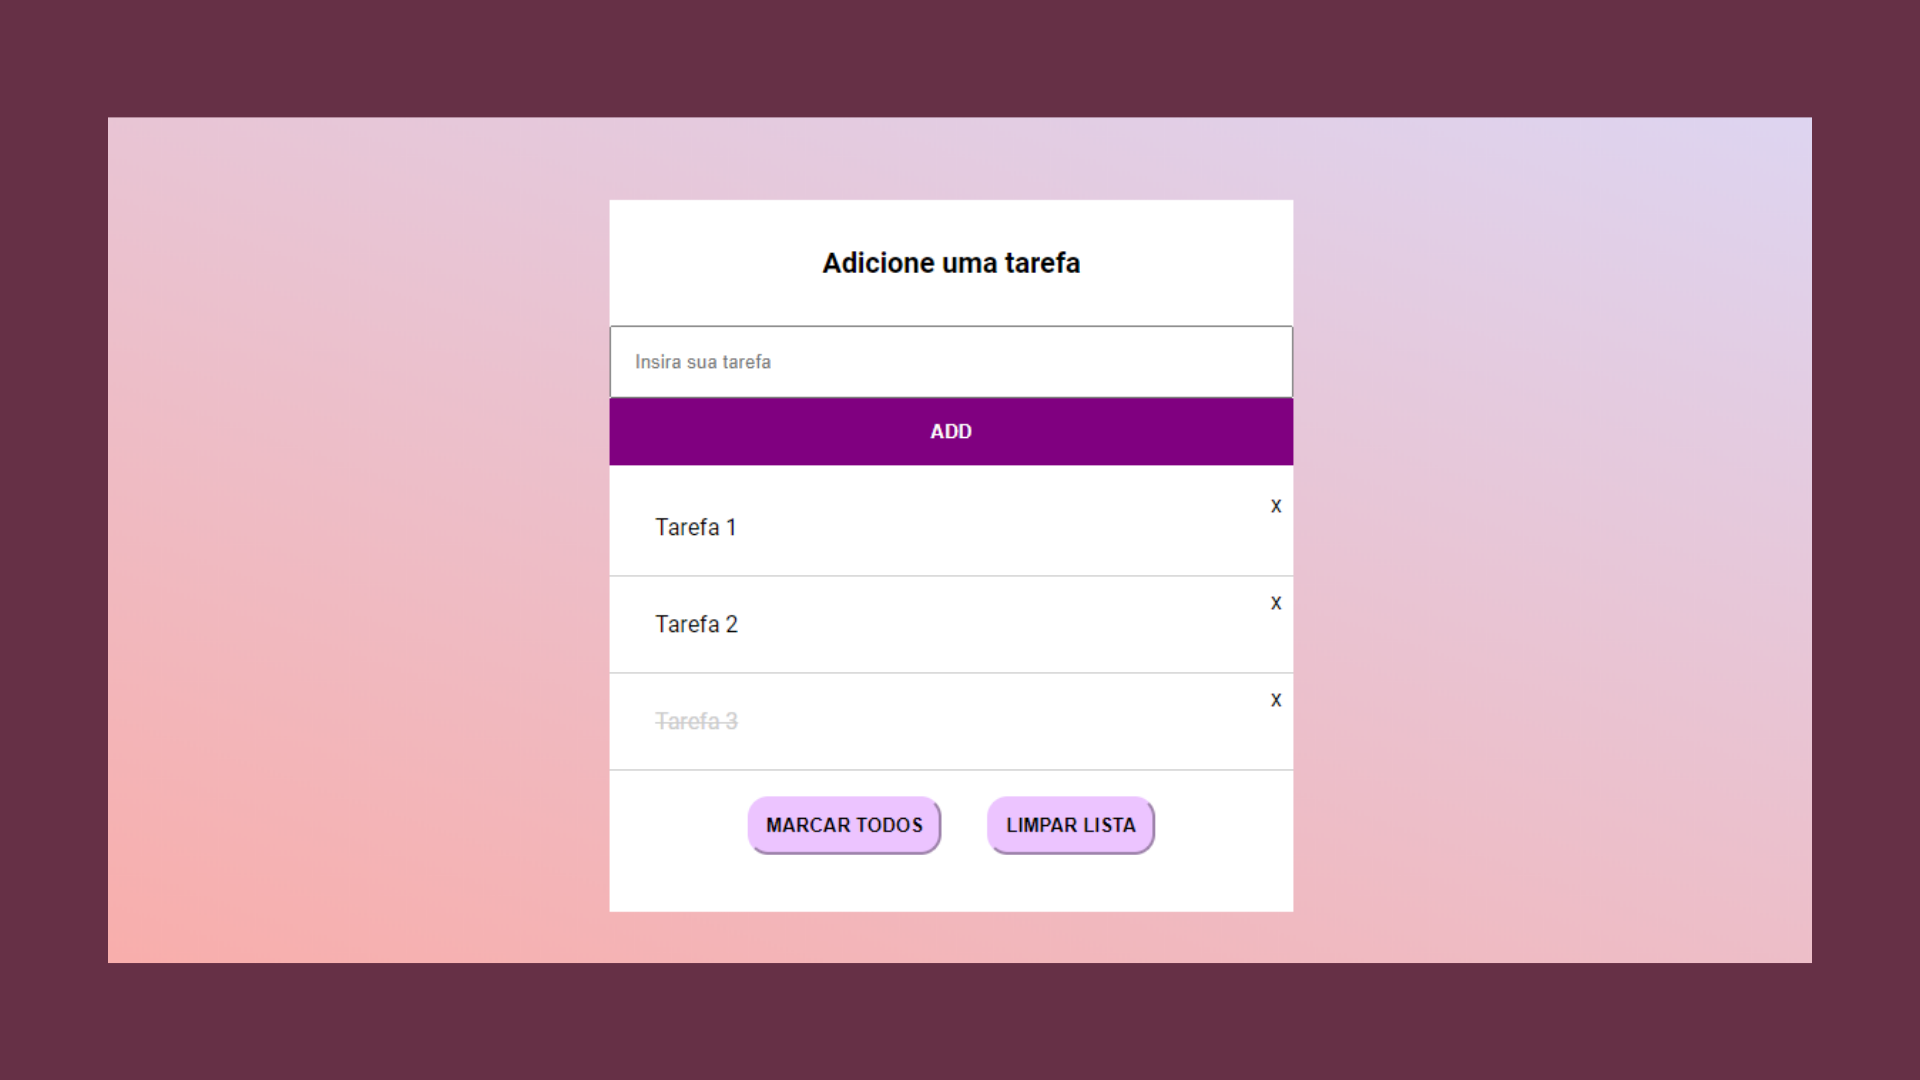 Adicione uma tarefa
Insira sua tarefa
ADD
X
Tarefa 1
X
Tarefa 2
X
Tarefa 3
MARCAR TODOS LIMPAR LISTA